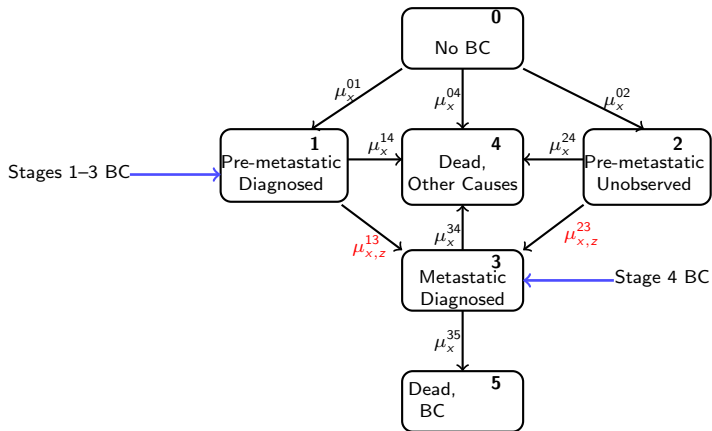 0
No BC
μ_x^{01}
μ_x^{04}
μ_x^{02}
1
Pre-metastatic
Diagnosed
μ_x^{14}
4
Dead,
Other Causes
μ_x^{24}
2
Pre-metastatic
Unobserved
Stages 1–3 BC
μ_{x,z}^{13}
μ_x^{34}
μ_{x,z}^{23}
3
Metastatic
Diagnosed
Stage 4 BC
μ_x^{35}
5
Dead,
BC